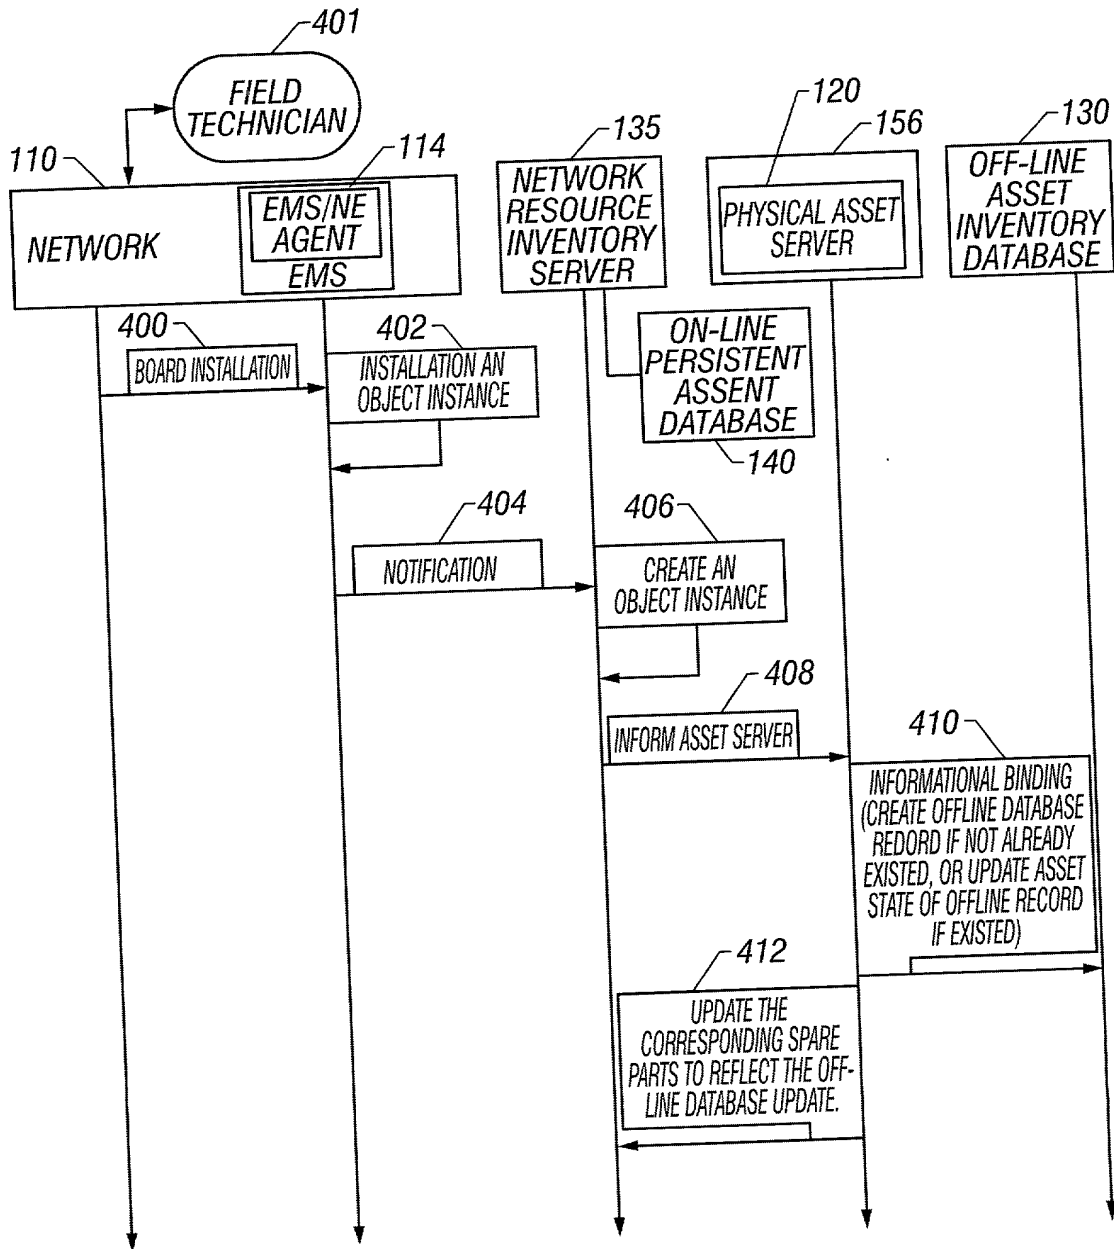 401
FIELD
TECHNICIAN
110
114
135
120
156
130
NETWORK
EMS/NE
AGENT
EMS
NETWORK
RESOURCE
INVENTORY
SERVER
PHYSICAL ASSET
SERVER
OFF-LINE
ASSET
INVENTORY
DATABASE
400
BOARD INSTALLATION
402
INSTALLATION AN
OBJECT INSTANCE
ON-LINE
PERSISTENT
ASSENT
DATABASE
140
404
NOTIFICATION
406
CREATE AN
OBJECT INSTANCE
408
INFORM ASSET SERVER
410
INFORMATIONAL BINDING
(CREATE OFFLINE DATABASE
REDORD IF NOT ALREADY
EXISTED, OR UPDATE ASSET
STATE OF OFFLINE RECORD
IF EXISTED)
412
UPDATE THE
CORRESPONDING SPARE
PARTS TO REFLECT THE OFF-
LINE DATABASE UPDATE.